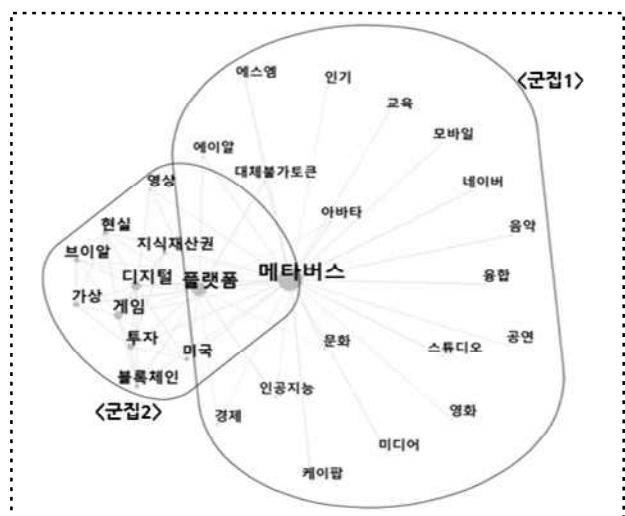 에스엠
인기
<군집1>
교육
모바일
에이알
대체불가토큰
영상
네이버
아바타
현실
음악
지식재산권
브이알
디지털
플랫폼
메타버스
융합
가상
게임
투자
문화
스튜디오
공연
미국
블록체인
인공지능
<군집2>
경제
영화
미디어
케이팝